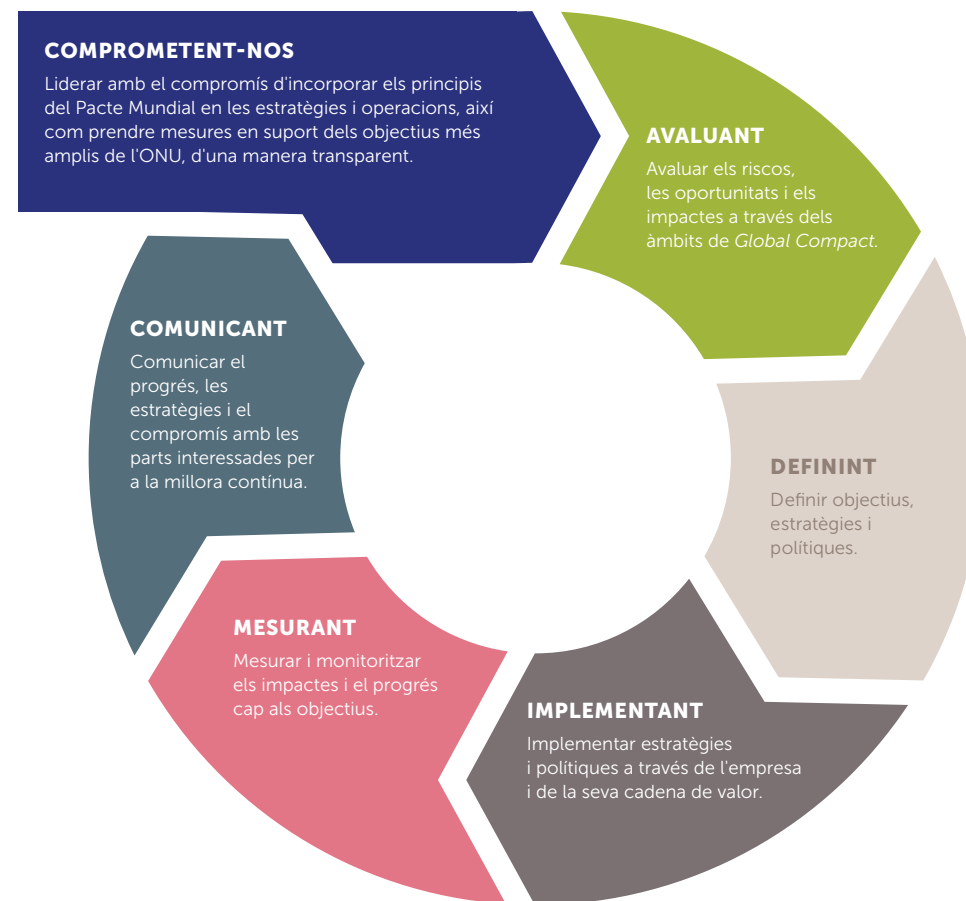 COMPROMETENT-NOS
Liderar amb el compromís d'incorporar els principis
del Pacte Mundial en les estratègies i operacions, així
com prendre mesures en suport dels objectius més
amplis de l'ONU, d'una manera transparent.
AVALUANT
Avaluar els riscos,
les oportunitats i els
impactes a través dels
àmbits de Global Compact.
DEFININT
Definir objectius,
estratègies i
polítiques.
IMPLEMENTANT
Implementar estratègies
i polítiques a través de l'empresa
i de la seva cadena de valor.
MESURANT
Mesurar i monitoritzar
els impactes i el progrés
cap als objectius.
COMUNICANT
Comunicar el
progrés, les
estratègies i el
compromís amb les
parts interessades per
a la millora contínua.